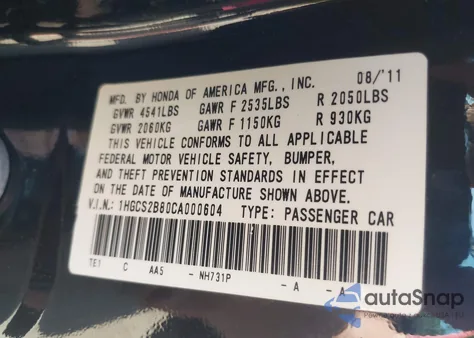 MFD. BY HONDA OF AMERICA MFG., INC. 08/'11
GVWR 4541LBS GAWR F 2535LBS R 2050LBS
GVWR 2060KG GAWR F 1150KG R 930KG
THIS VEHICLE CONFORMS TO ALL APPLICABLE
FEDERAL MOTOR VEHICLE SAFETY, BUMPER,
AND THEFT PREVENTION STANDARDS IN EFFECT
ON THE DATE OF MANUFACTURE SHOWN ABOVE.
V.I.N.: 1HGCS2B80CA000604 TYPE: PASSENGER CAR
TE1 C AA5 - NH731P - A - A
autoSnap